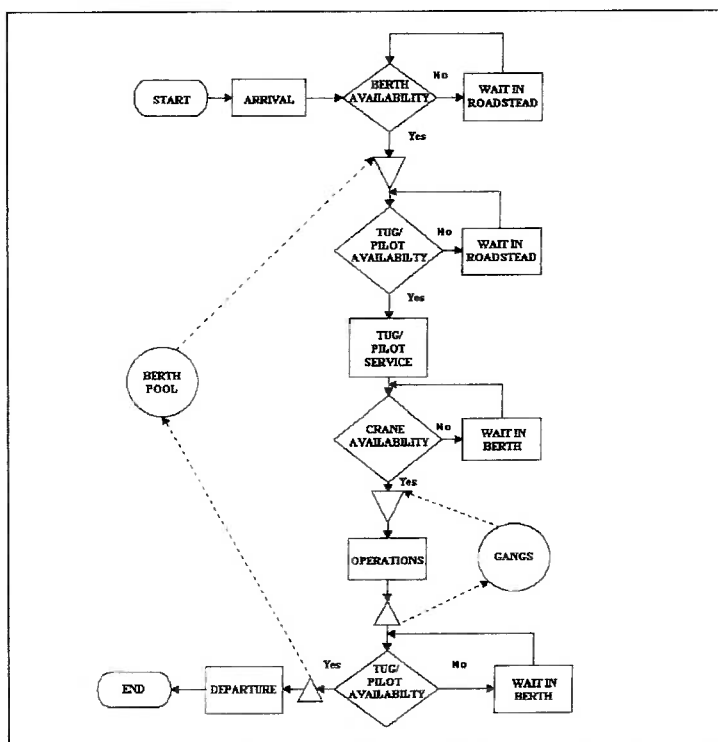 START
ARRIVAL
BERTH
AVAILABILITY
No
WAIT IN
ROADSTEAD
Yes
TUG/
PILOT
AVAILABILTY
No
WAIT IN
ROADSTEAD
Yes
TUG/
PILOT
SERVICE
BERTH
POOL
CRANE
AVAILABILITY
No
WAIT IN
BERTH
Yes
OPERATIONS
GANGS
END
DEPARTURE
Yes
TUG/
PILOT
AVAILABILTY
No
WAIT IN
BERTH